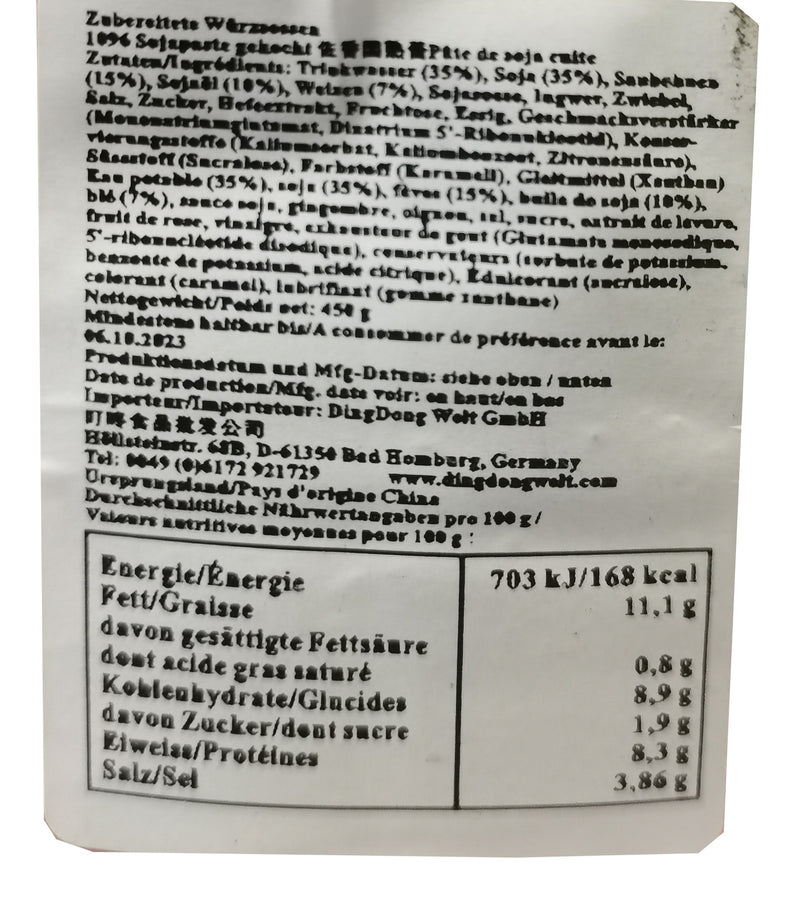 Zubereitete Würzsossen
1096 Sojapaste gekocht 佐香園熟醬Pâte de soja cuite
Zutaten/Ingrédients: Trinkwasser (35%), Soja (35%), Saubohnen
(15%), Sojaöl (10%), Weizen (7%), Sojasosse, Ingwer, Zwiebel,
Salz, Zucker, Hefeextrakt, Fructose, Essig, Geschmacksverstärker
(Mononatriumglutamat, Dinatrium 5'-Ribonukleotid), Konser-
vierungsstoffe (Kaliumsorbat, Kaliumbenzoat, Zitronensäure),
Süssstoff (Sucralose), Farbstoff (Karamell), Gleitmittel (Xanthan)
Eau potable (35%), soja (35%), fèves (15%), huile de soja (10%),
blé (7%), sauce soja, gingembre, oignon, sel, sucre, extrait de levure,
fruit de rose, vinaigre, exhausteur de gout (Glutamate monosodique,
5'-ribonucléotide disodique), conservateurs (sorbate de potassium,
benzoate de potassium, acide citrique), Édulcorant (sucralose),
colorant (caramel), lubrifiant (gomme xanthane)
Nettogewicht/Poids net: 450 g
Mindestens haltbar bis/A consommer de préférence avant le:
06.10.2023
Produktionsdatum und Mfg-Datum: siehe oben / unten
Date de production/Mfg. date voir: en haut/en bas
Importeur/Importateur: DingDong Welt GmbH
叮咚食品批发公司
Höllsteinstr. 68B, D-61350 Bad Homburg, Germany
Tel: 0049 (0)6172 921729 www.dingdongwelt.com
Ursprungsland/Pays d'origine China
Durchschnittliche Nährwertangaben pro 100 g /
Valeurs nutritives moyennes pour 100 g :
Energie/Énergie 703 kJ/168 kcal
Fett/Graisse 11,1 g
davon gesättigte Fettsäure
dont acide gras saturé 0,8 g
Kohlenhydrate/Glucides 8,9 g
davon Zucker/dont sucre 1,9 g
Eiweiss/Protéines 8,3 g
Salz/Sel 3,86 g